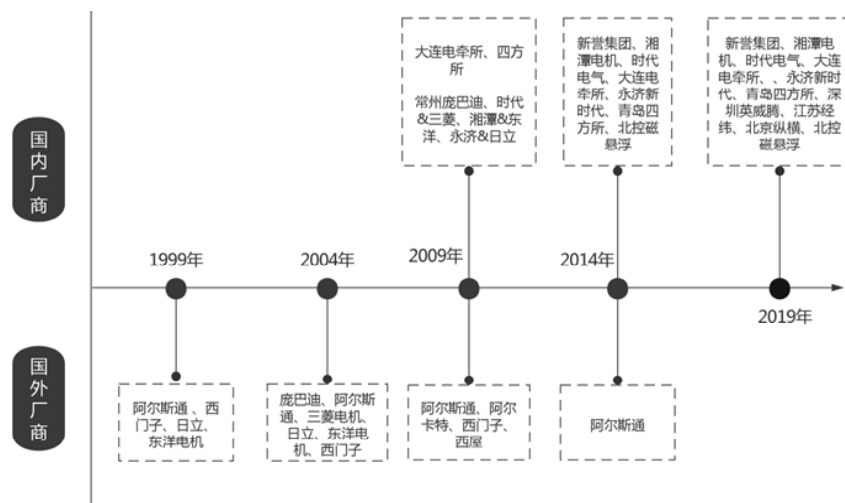 大连电牵所、四方
所
常州庞巴迪、时代
&三菱、湘潭&东
洋、永济&日立
新誉集团、湘
潭电机、时代
电气、大连电
牵所、永济新
时代、青岛四
方所、北控磁
悬浮
新誉集团、湘潭电
机、时代电气、大连
电牵所、、永济新时
代、青岛四方所、深
圳英威腾、江苏经
纬、北京纵横、北控
磁悬浮
国内厂商
1999年
2004年
2009年
2014年
2019年
国外厂商
阿尔斯通 、西
门子、日立、
东洋电机
庞巴迪、阿尔斯
通、三菱电机、
日立、东洋电
机、西门子
阿尔斯通、阿尔
卡特、西门子、
西屋
阿尔斯通